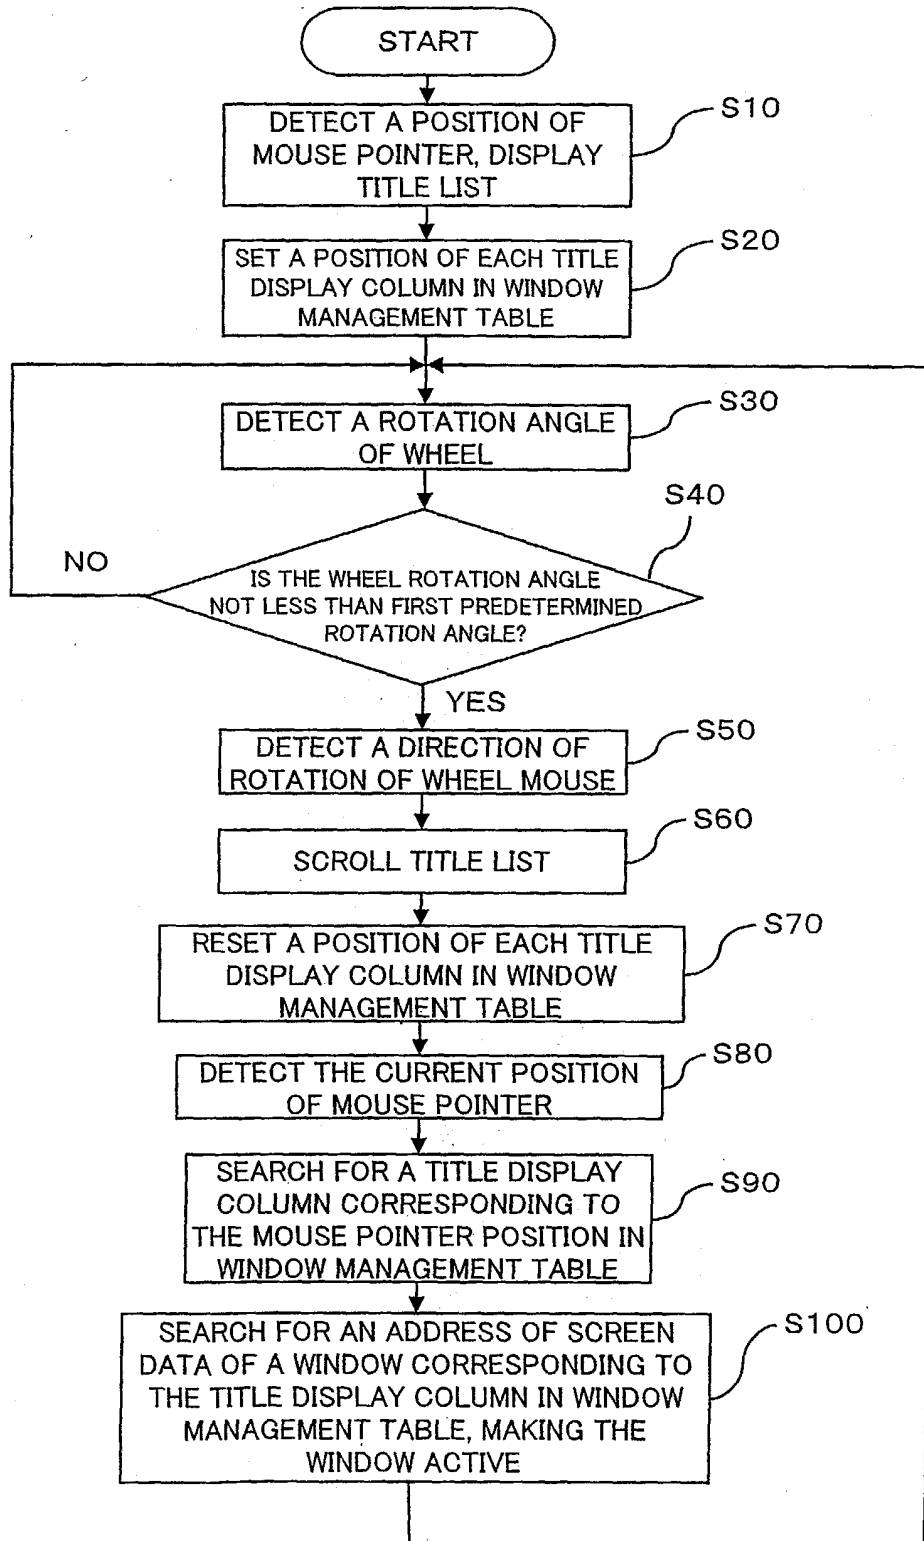 START
DETECT A POSITION OF
MOUSE POINTER, DISPLAY
TITLE LIST
S10
SET A POSITION OF EACH TITLE
DISPLAY COLUMN IN WINDOW
MANAGEMENT TABLE
S20
DETECT A ROTATION ANGLE
OF WHEEL
S30
IS THE WHEEL ROTATION ANGLE
NOT LESS THAN FIRST PREDETERMINED
ROTATION ANGLE?
S40
NO
YES
DETECT A DIRECTION OF
ROTATION OF WHEEL MOUSE
S50
SCROLL TITLE LIST
S60
RESET A POSITION OF EACH TITLE
DISPLAY COLUMN IN WINDOW
MANAGEMENT TABLE
S70
DETECT THE CURRENT POSITION
OF MOUSE POINTER
S80
SEARCH FOR A TITLE DISPLAY
COLUMN CORRESPONDING TO
THE MOUSE POINTER POSITION IN
WINDOW MANAGEMENT TABLE
S90
SEARCH FOR AN ADDRESS OF SCREEN
DATA OF A WINDOW CORRESPONDING TO
THE TITLE DISPLAY COLUMN IN WINDOW
MANAGEMENT TABLE, MAKING THE
WINDOW ACTIVE
S100